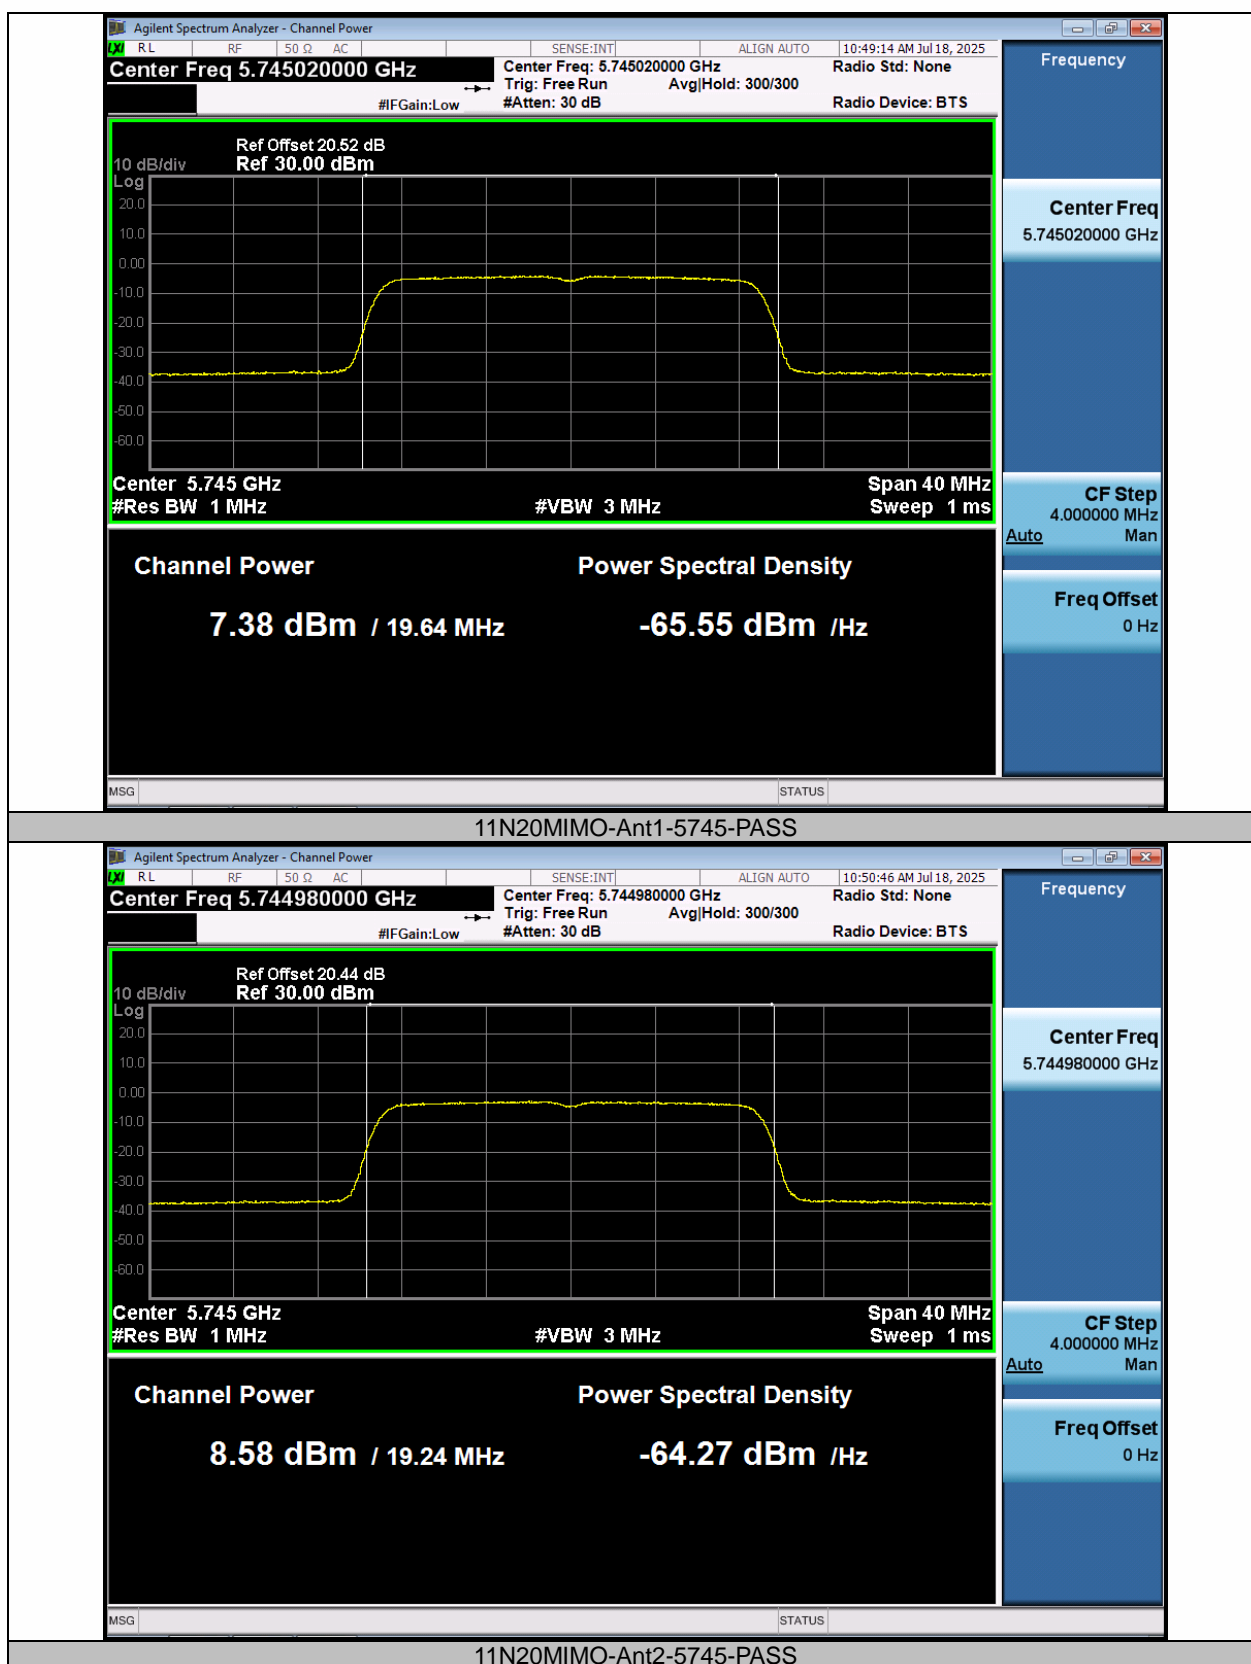 Agilent Spectrum Analyzer - Channel Power
LXI RL RF 50 Ω AC SENSE:INT ALIGN AUTO 10:49:14 AM Jul 18, 2025
Center Freq 5.745020000 GHz
Center Freq: 5.745020000 GHz
Radio Std: None
Trig: Free Run Avg|Hold: 300/300
#IFGain:Low #Atten: 30 dB
Radio Device: BTS
Frequency
Ref Offset 20.52 dB
10 dB/div Ref 30.00 dBm
Log
20.0
10.0
0.00
-10.0
-20.0
-30.0
-40.0
-50.0
-60.0
Center 5.745 GHz Span 40 MHz
#Res BW 1 MHz #VBW 3 MHz Sweep 1 ms
Center Freq
5.745020000 GHz
CF Step
4.000000 MHz
Auto Man
Freq Offset
0 Hz
Channel Power Power Spectral Density
7.38 dBm / 19.64 MHz -65.55 dBm /Hz
MSG STATUS
11N20MIMO-Ant1-5745-PASS
Agilent Spectrum Analyzer - Channel Power
LXI RL RF 50 Ω AC SENSE:INT ALIGN AUTO 10:50:46 AM Jul 18, 2025
Center Freq 5.744980000 GHz
Center Freq: 5.744980000 GHz
Radio Std: None
Trig: Free Run Avg|Hold: 300/300
#IFGain:Low #Atten: 30 dB
Radio Device: BTS
Frequency
Ref Offset 20.44 dB
10 dB/div Ref 30.00 dBm
Log
20.0
10.0
0.00
-10.0
-20.0
-30.0
-40.0
-50.0
-60.0
Center 5.745 GHz Span 40 MHz
#Res BW 1 MHz #VBW 3 MHz Sweep 1 ms
Center Freq
5.744980000 GHz
CF Step
4.000000 MHz
Auto Man
Freq Offset
0 Hz
Channel Power Power Spectral Density
8.58 dBm / 19.24 MHz -64.27 dBm /Hz
MSG STATUS
11N20MIMO-Ant2-5745-PASS